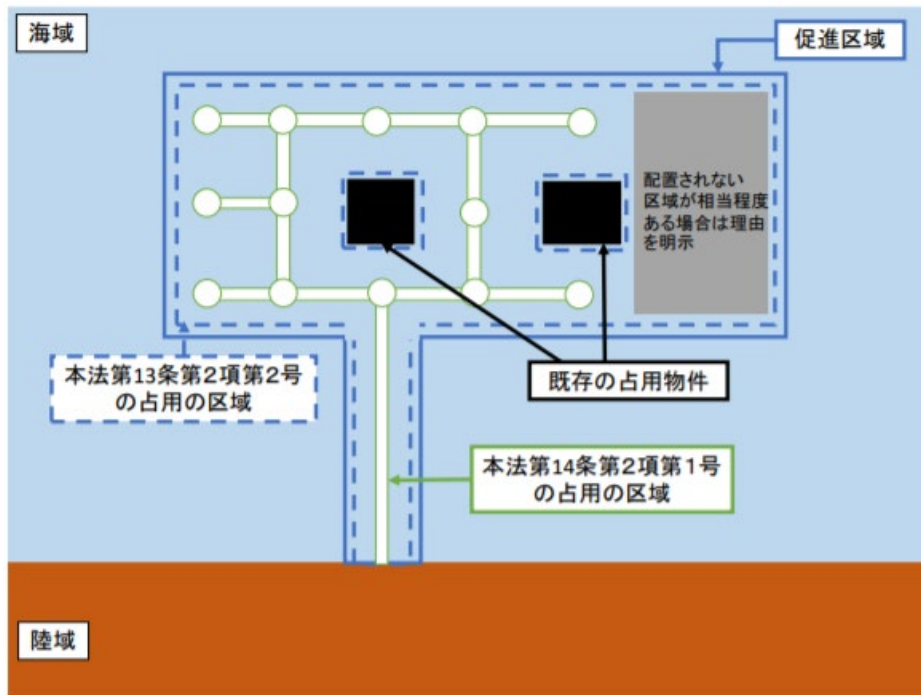 海域
促進区域
配置されない
区域が相当程度
ある場合は理由
を明示
本法第13条第2項第2号
の占用の区域
既存の占用物件
本法第14条第2項第1号
の占用の区域
陸域